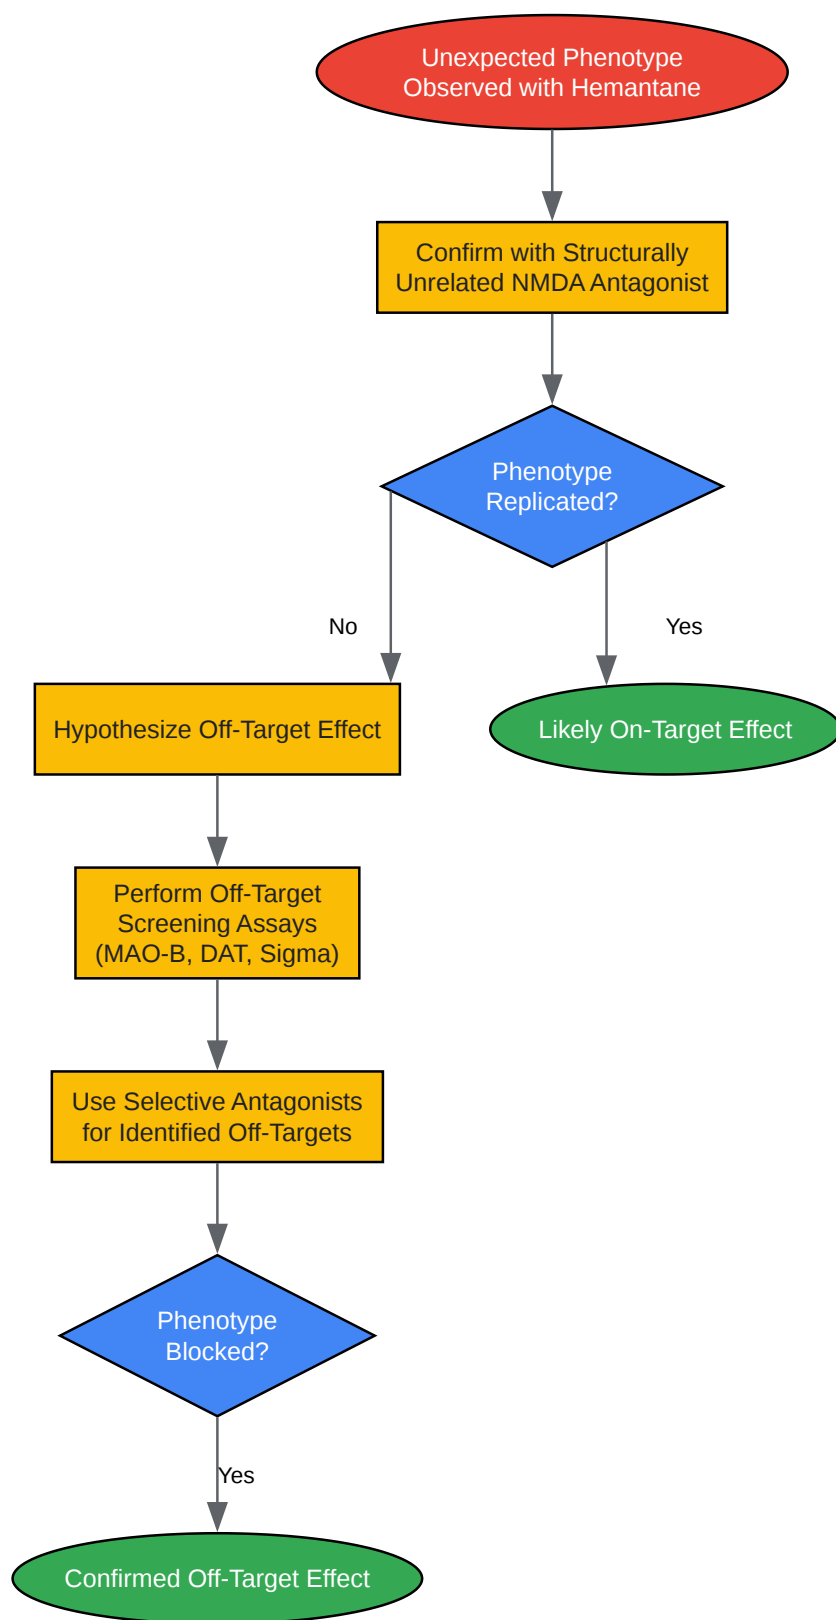 Unexpected Phenotype
Observed with Hemantane
Confirm with Structurally
Unrelated NMDA Antagonist
Phenotype
Replicated?
No
Yes
Hypothesize Off-Target Effect
Likely On-Target Effect
Perform Off-Target
Screening Assays
(MAO-B, DAT, Sigma)
Use Selective Antagonists
for Identified Off-Targets
Phenotype
Blocked?
Yes
Confirmed Off-Target Effect